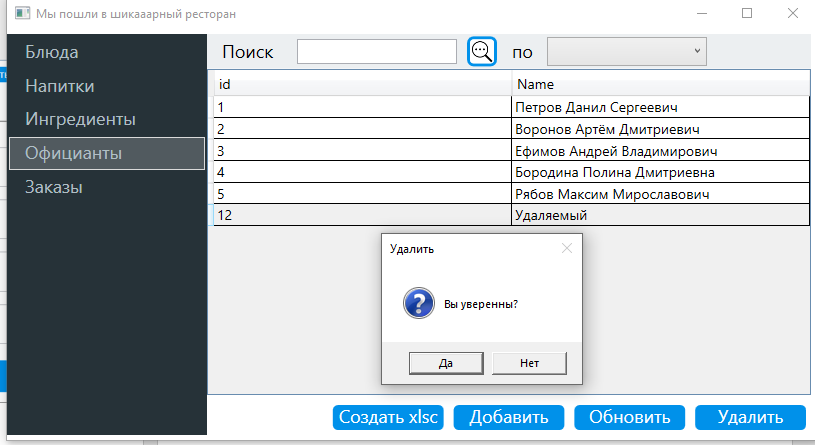 Мы пошли в шикааарный ресторан
Блюда
Напитки
Ингредиенты
Официанты
Заказы
Поиск по
id Name
1 Петров Данил Сергеевич
2 Воронов Артём Дмитриевич
3 Ефимов Андрей Владимирович
4 Бородина Полина Дмитриевна
5 Рябов Максим Мирославович
12 Удаляемый
Удалить
Вы уверенны?
Да Нет
Создать xlsc Добавить Обновить Удалить